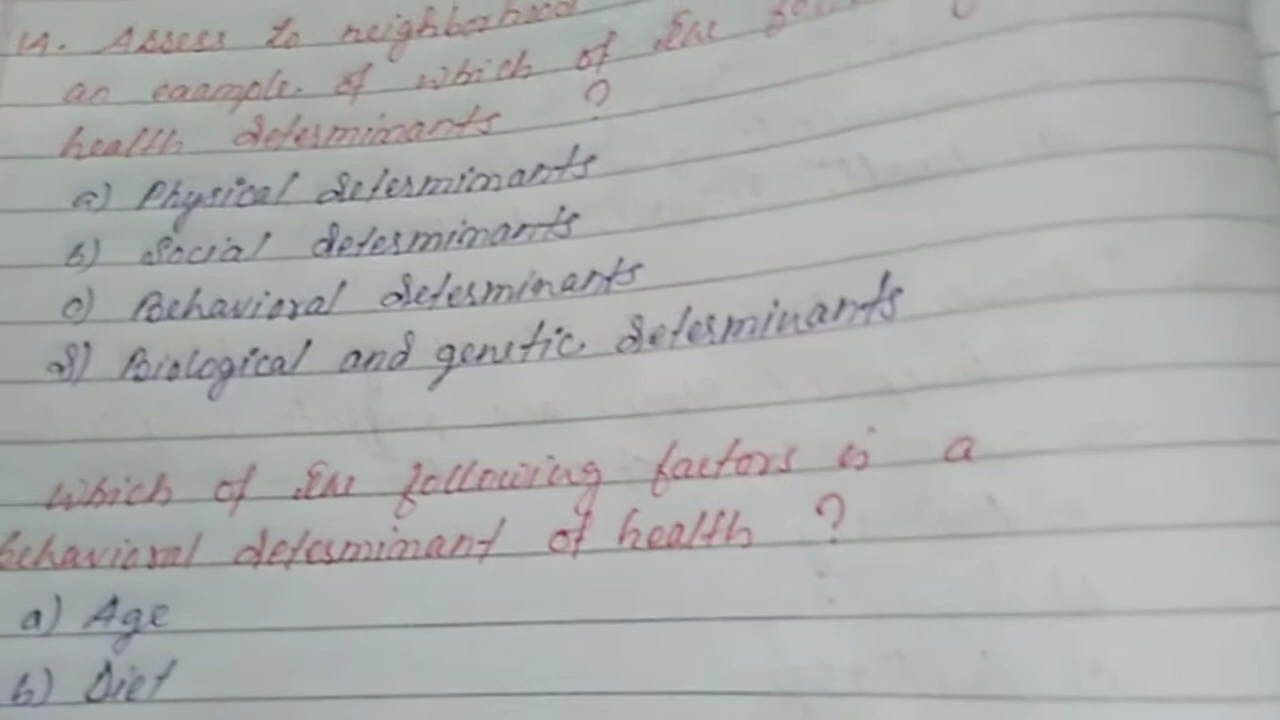 14. Assess to neighborhood
an example of which of the
health determinants ?
a) Physical determinants
b) Social determinants
c) Behavioral determinants
d) Biological and genetic determinants
which of the following factors is a
behavioral determinant of health ?
a) Age
b) Diet